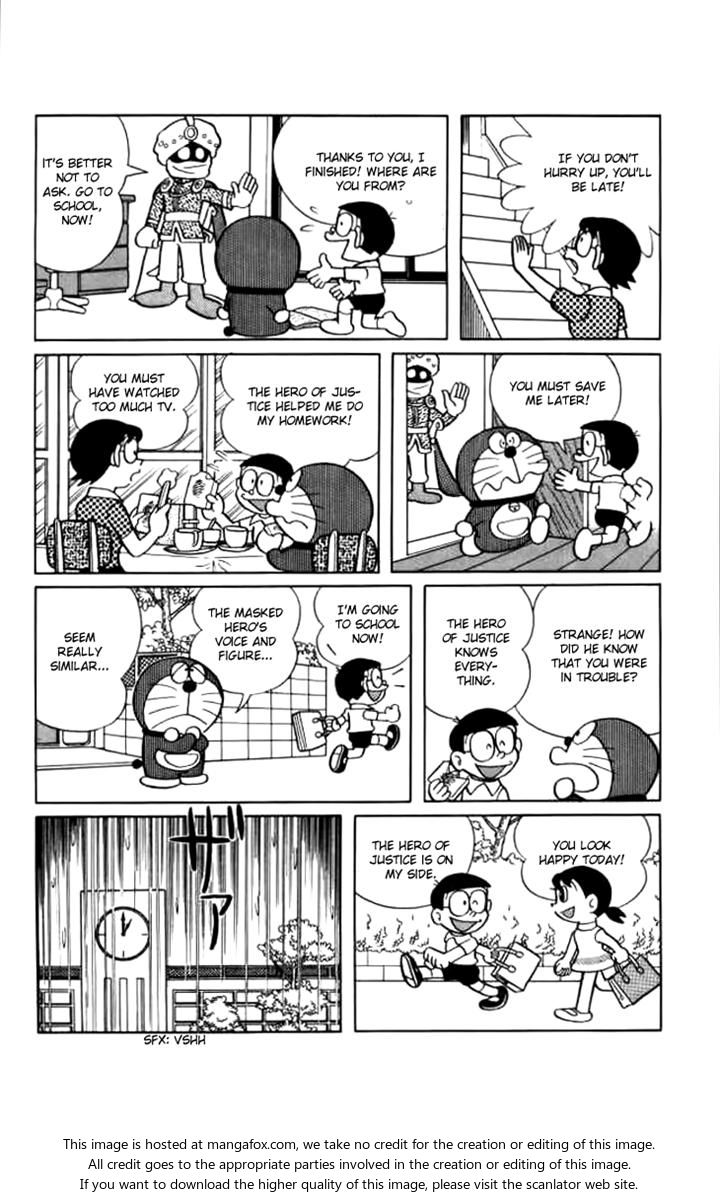 IF YOU DON'T
HURRY UP, YOU'LL
BE LATE!
THANKS TO YOU, I
FINISHED! WHERE ARE
YOU FROM?
IT'S BETTER
NOT TO
ASK. GO TO
SCHOOL,
NOW!
YOU MUST SAVE
ME LATER!
THE HERO OF JUS-
TICE HELPED ME DO
MY HOMEWORK!
YOU MUST
HAVE WATCHED
TOO MUCH TV.
STRANGE! HOW
DID HE KNOW
THAT YOU WERE
IN TROUBLE?
THE HERO
OF JUSTICE
KNOWS
EVERY-
THING.
I'M GOING
TO SCHOOL
NOW!
THE MASKED
HERO'S
VOICE AND
FIGURE...
SEEM
REALLY
SIMILAR...
YOU LOOK
HAPPY TODAY!
THE HERO OF
JUSTICE IS ON
MY SIDE.
ザァ
SFX: VSHH
This image is hosted at mangafox.com, we take no credit for the creation or editing of this image.
All credit goes to the appropriate parties involved in the creation or editing of this image.
If you want to download the higher quality of this image, please visit the scanlator web site.